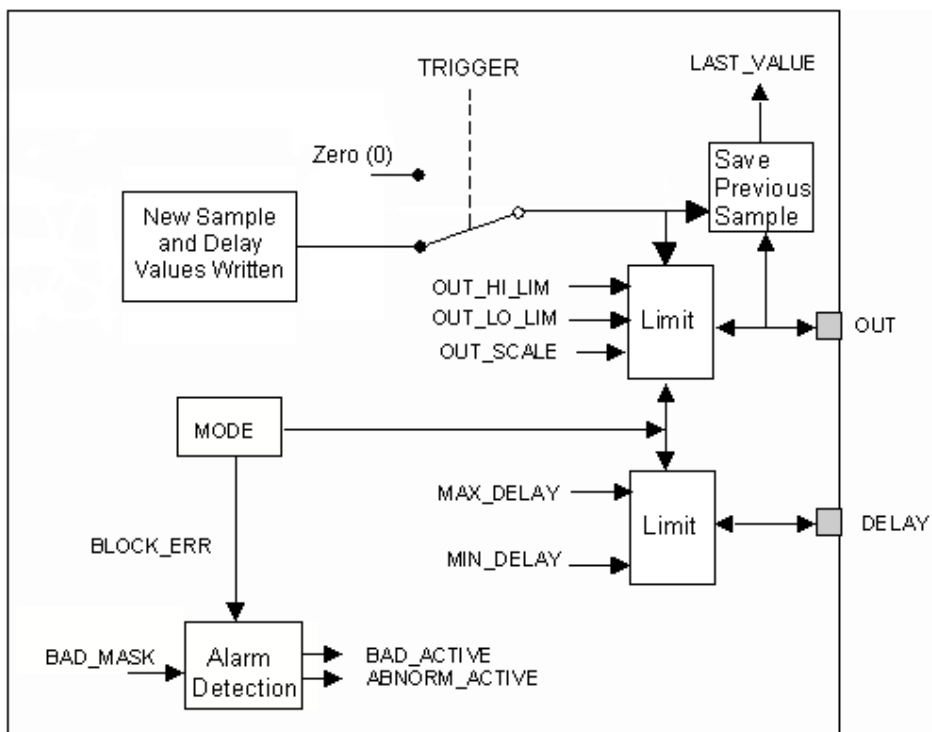 LAST_VALUE
TRIGGER
Zero (0)
Save
Previous
Sample
New Sample
and Delay
Values Written
OUT_HI_LIM
OUT_LO_LIM
OUT_SCALE
Limit
OUT
MODE
MAX_DELAY
MIN_DELAY
Limit
DELAY
BLOCK_ERR
BAD_MASK
Alarm
Detection
BAD_ACTIVE
ABNORM_ACTIVE